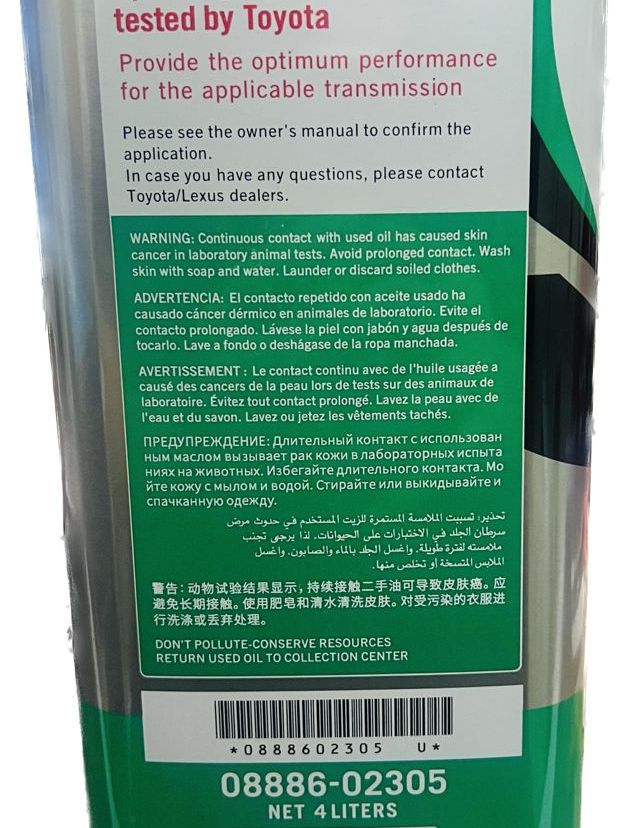 tested by Toyota
Provide the optimum performance
for the applicable transmission
Please see the owner's manual to confirm the
application.
In case you have any questions, please contact
Toyota/Lexus dealers.
WARNING: Continuous contact with used oil has caused skin
cancer in laboratory animal tests. Avoid prolonged contact. Wash
skin with soap and water. Launder or discard soiled clothes.
ADVERTENCIA: El contacto repetido con aceite usado ha
causado cáncer dérmico en animales de laboratorio. Evite el
contacto prolongado. Lávese la piel con jabón y agua después de
tocarlo. Lave a fondo o deshágase de la ropa manchada.
AVERTISSEMENT : Le contact continu avec de l'huile usagée a
causé des cancers de la peau lors de tests sur des animaux de
laboratoire. Évitez tout contact prolongé. Lavez la peau avec de
l'eau et du savon. Lavez ou jetez les vêtements tachés.
ПРЕДУПРЕЖДЕНИЕ: Длительный контакт с использован
ным маслом вызывает рак кожи в лабораторных испыта
ниях на животных. Избегайте длительного контакта. Мо
йте кожу с мылом и водой. Стирайте или выкидывайте и
спачканную одежду.
تحذير: تسببت الملامسة المستمرة للزيت المستخدم في حدوث مرض
سرطان الجلد في الاختبارات على الحيوانات. لذا يرجى تجنب
ملامسته لفترة طويلة. واغسل الجلد بالماء والصابون. واغسل
الملابس المتسخة أو تخلص منها.
警告: 动物试验结果显示, 持续接触二手油可导致皮肤癌。应
避免长期接触。使用肥皂和清水清洗皮肤。对受污染的衣服进
行洗涤或丢弃处理。
DON'T POLLUTE-CONSERVE RESOURCES
RETURN USED OIL TO COLLECTION CENTER
*0888602305 U*
08886-02305
NET 4 LITERS